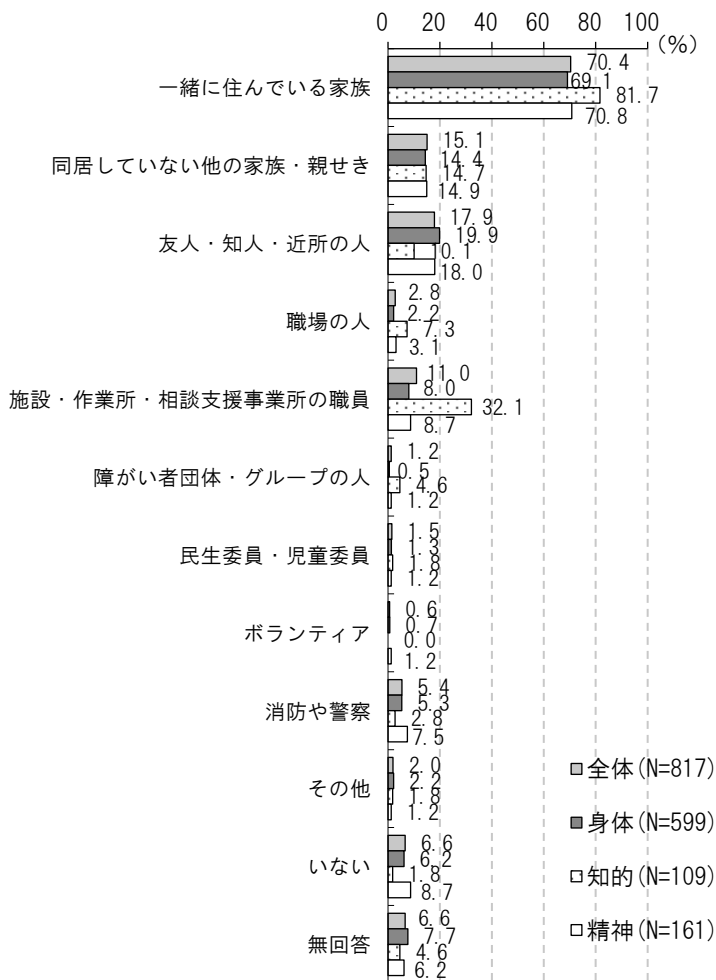 0 20 40 60 80 100
(%)
一緒に住んでいる家族
70.4
69.1
81.7
70.8
同居していない他の家族・親せき
15.1
14.4
14.7
14.9
友人・知人・近所の人
17.9
19.9
0.1
18.0
職場の人
2.8
2.2
7.3
3.1
施設・作業所・相談支援事業所の職員
11.0
8.0
32.1
8.7
障がい者団体・グループの人
1.2
0.5
4.6
1.2
民生委員・児童委員
1.5
1.3
1.8
1.2
ボランティア
0.6
0.7
0.0
1.2
消防や警察
5.4
5.3
2.8
7.5
その他
2.0
2.2
1.8
1.2
いない
6.6
6.2
1.8
8.7
無回答
6.6
7.7
4.6
6.2
全体(N=817)
身体(N=599)
知的(N=109)
精神(N=161)